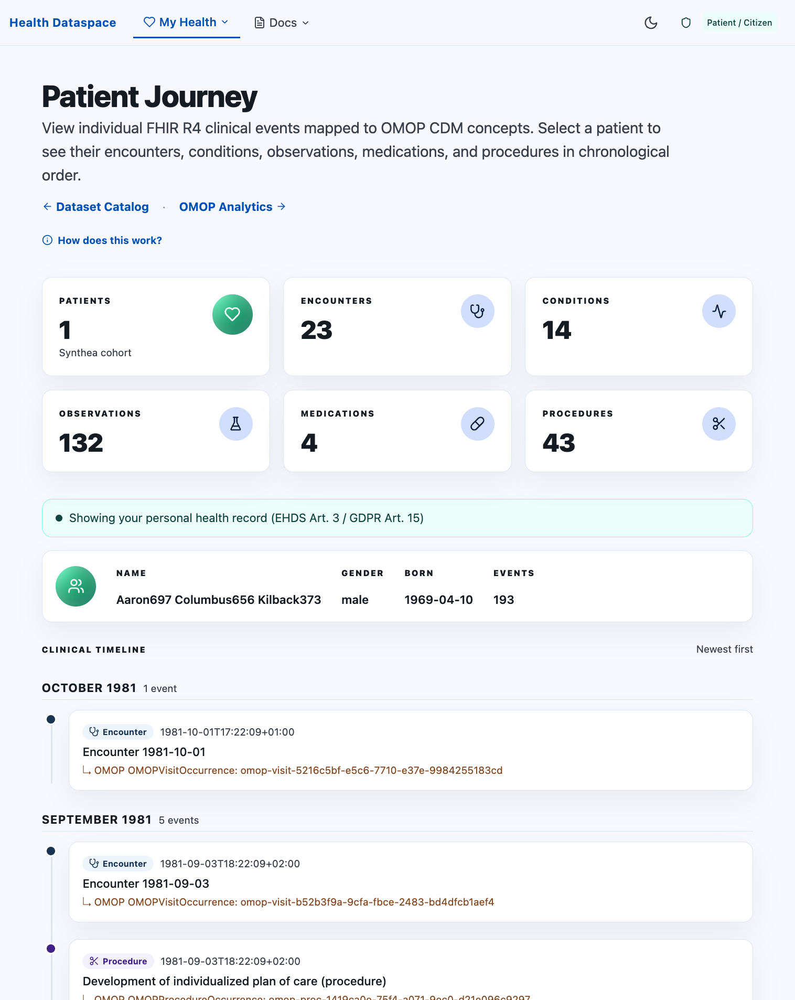 Health Dataspace
My Health
Docs
Patient / Citizen
Patient Journey
View individual FHIR R4 clinical events mapped to OMOP CDM concepts. Select a patient to
see their encounters, conditions, observations, medications, and procedures in chronological
order.
← Dataset Catalog · OMOP Analytics →
How does this work?
PATIENTS
1
Synthea cohort
ENCOUNTERS
23
CONDITIONS
14
OBSERVATIONS
132
MEDICATIONS
4
PROCEDURES
43
Showing your personal health record (EHDS Art. 3 / GDPR Art. 15)
NAME GENDER BORN EVENTS
Aaron697 Columbus656 Kilback373 male 1969-04-10 193
CLINICAL TIMELINE
Newest first
OCTOBER 1981 1 event
Encounter 1981-10-01T17:22:09+01:00
Encounter 1981-10-01
OMOP OMOPVisitOccurrence: omop-visit-5216c5bf-e5c6-7710-e37e-9984255183cd
SEPTEMBER 1981 5 events
Encounter 1981-09-03T18:22:09+02:00
Encounter 1981-09-03
OMOP OMOPVisitOccurrence: omop-visit-b52b3f9a-9cfa-fbce-2483-bd4dfcb1aef4
Procedure 1981-09-03T18:22:09+02:00
Development of individualized plan of care (procedure)
OMOP OMOPProcedureOccurrence: omop-proc-1419ca0e-75f4-a071-9ec0-d21e096c9297